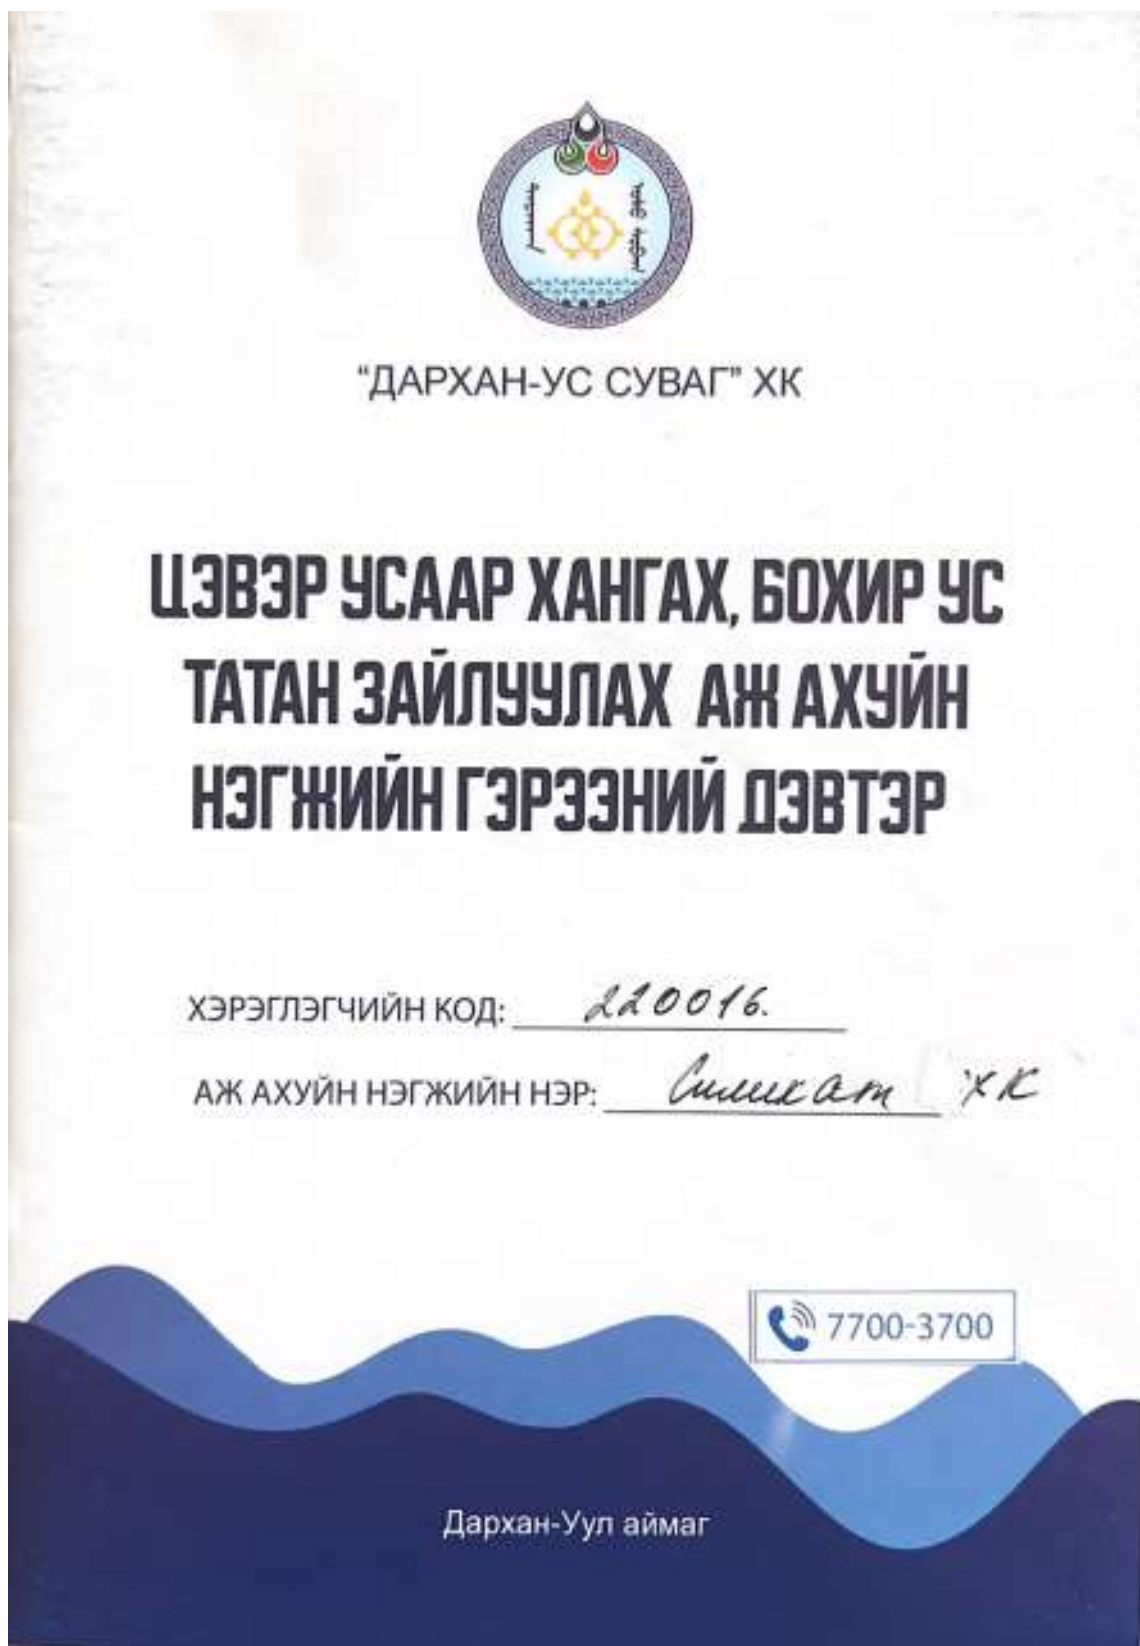 “ДАРХАН-УС СУВАГ” ХК
ЦЭВЭР УСААР ХАНГАХ, БОХИР УС
ТАТАН ЗАЙЛУУЛАХ АЖ АХУЙН
НЭГЖИЙН ГЭРЭЭНИЙ ДЭВТЭР
ХЭРЭГЛЭГЧИЙН КОД: 220016.
АЖ АХУЙН НЭГЖИЙН НЭР: Силикат ХК
7700-3700
Дархан-Уул аймаг